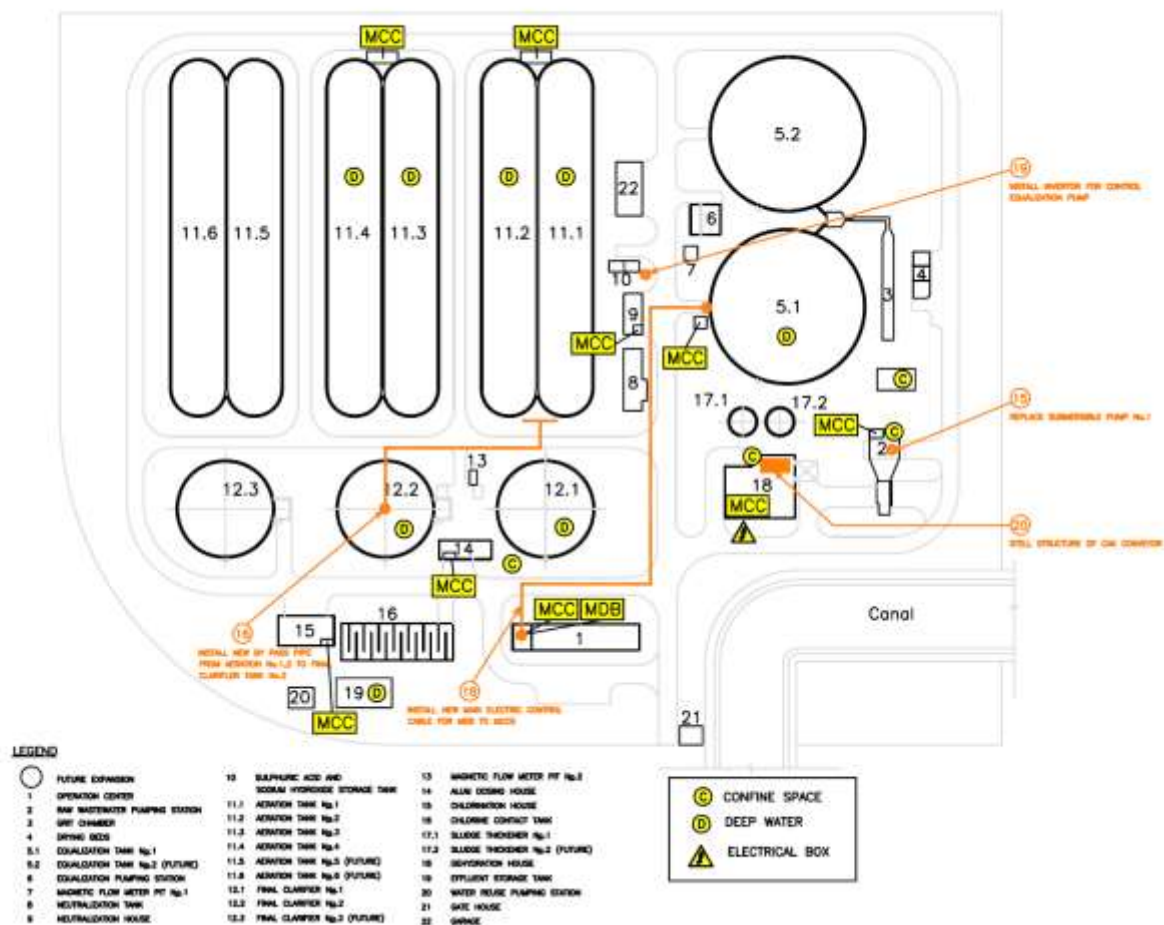 MCC
MCC
5.2
19
INSTALL INVERTOR FOR CONTROL
EQUALIZATION PUMP
D
D
D
D
22
6
11.6
11.5
11.4
11.3
11.2
11.1
7
10
4
3
9
5.1
MCC
MCC
D
8
C
17.1
17.2
15
REPLACE SUBMERSIBLE PUMP No.1
MCC
C
2
13
C
12.3
12.2
12.1
18
D
D
MCC
20
STELL STRUCTURE OF CAK CONVEYOR
14
C
MCC
16
MCC
MDB
Canal
15
1
16
INSTALL NEW BY PASS PIPE
FROM AERATION No.1,2 TO FINAL
CLARIFIER TANK No.2
18
INSTALL NEW MAIN ELECTRIC CONTROL
CABLE FOR MDB TO
20
19
D
MCC
21
LEGEND
FUTURE EXPANSION
1 OPERATION CENTER
2 RAW WASTEWATER PUMPING STATION
3 GRIT CHAMBER
4 DRYING BEDS
5.1 EQUALIZATION TANK No.1
5.2 EQUALIZATION TANK No.2 (FUTURE)
6 EQUALIZATION PUMPING STATION
7 MAGNETIC FLOW METER PIT No.1
8 NEUTRALIZATION TANK
9 NEUTRALIZATION HOUSE
10 SULPHURIC ACID AND
SODIUM HYDROXIDE STORAGE TANK
11.1 AERATION TANK No.1
11.2 AERATION TANK No.2
11.3 AERATION TANK No.3
11.4 AERATION TANK No.4
11.5 AERATION TANK No.5 (FUTURE)
11.6 AERATION TANK No.6 (FUTURE)
12.1 FINAL CLARIFIER No.1
12.2 FINAL CLARIFIER No.2
12.3 FINAL CLARIFIER No.3 (FUTURE)
13 MAGNETIC FLOW METER PIT No.2
14 ALUM DOSING HOUSE
15 CHLORINATION HOUSE
16 CHLORINE CONTACT TANK
17.1 SLUDGE THICKENER No.1
17.2 SLUDGE THICKENER No.2 (FUTURE)
18 DEHYDRATION HOUSE
19 EFFLUENT STORAGE TANK
20 WATER REUSE PUMPING STATION
21 GATE HOUSE
22 GARAGE
C CONFINE SPACE
D DEEP WATER
ELECTRICAL BOX